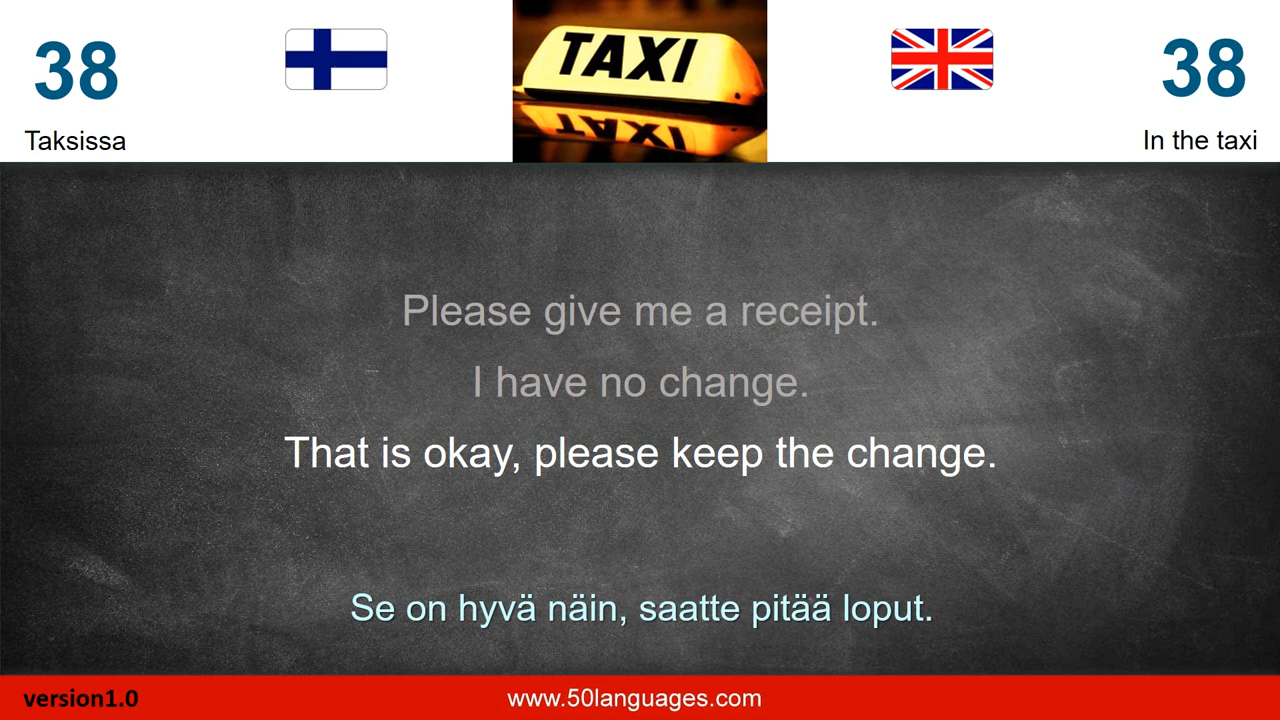 38
38
TAXI
Taksissa
In the taxi
Please give me a receipt.
I have no change.
That is okay, please keep the change.
Se on hyvä näin, saatte pitää loput.
version1.0
www.50languages.com